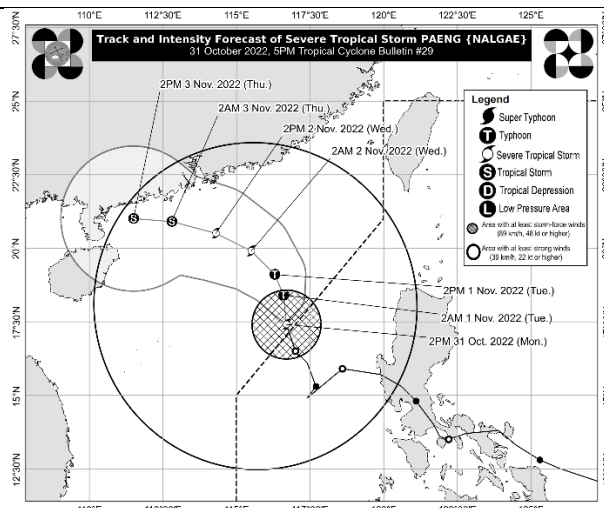 Track and Intensity Forecast of Severe Tropical Storm PAENG {NALGAE}
31 October 2022, 5PM Tropical Cyclone Bulletin #29
2PM 3 Nov. 2022 (Thu.)
2AM 3 Nov. 2022 (Thu.)
2PM 2 Nov. 2022 (Wed.)
2AM 2 Nov. 2022 (Wed.)
2PM 1 Nov. 2022 (Tue.)
2AM 1 Nov. 2022 (Tue.)
2PM 31 Oct. 2022 (Mon.)
Legend
Super Typhoon
T Typhoon
Severe Tropical Storm
S Tropical Storm
D Tropical Depression
L Low Pressure Area
Area with at least storm-force winds
(89 km/h, 48 kt or higher)
Area with at least strong winds
(39 km/h, 22 kt or higher)
S
S
T
T
27°30'N
25°N
22°30'N
20°N
17°30'N
15°N
12°30'N
110°E
112°30'E
115°E
117°30'E
120°E
122°30'E
125°E